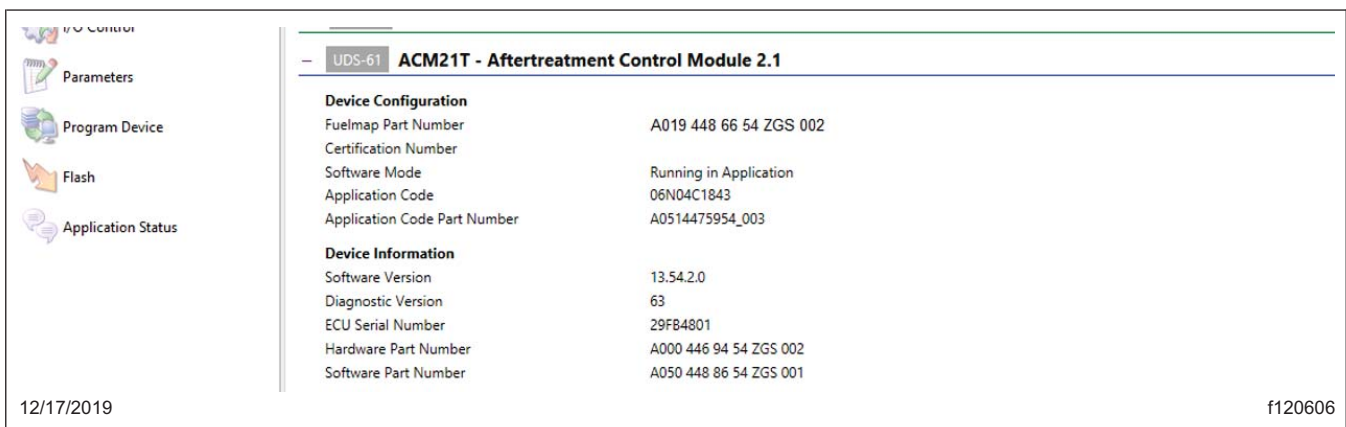 I/O Control
Parameters
Program Device
Flash
Application Status
– UDS-61 ACM21T - Aftertreatment Control Module 2.1
Device Configuration
Fuelmap Part Number A019 448 66 54 ZGS 002
Certification Number
Software Mode Running in Application
Application Code 06N04C1843
Application Code Part Number A0514475954_003
Device Information
Software Version 13.54.2.0
Diagnostic Version 63
ECU Serial Number 29FB4801
Hardware Part Number A000 446 94 54 ZGS 002
Software Part Number A050 448 86 54 ZGS 001
12/17/2019 f120606